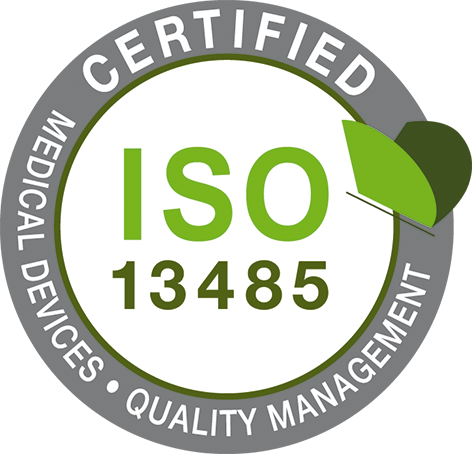 CERTIFIED
ISO
13485
MEDICAL DEVICES • QUALITY MANAGEMENT